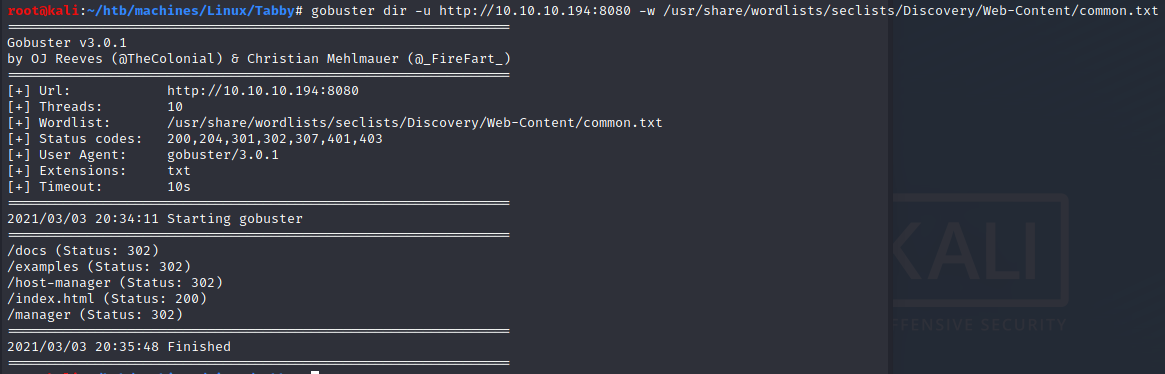 root@kali:~/htb/machines/Linux/Tabby# gobuster dir -u http://10.10.10.194:8080 -w /usr/share/wordlists/seclists/Discovery/Web-Content/common.txt
===============================================================
Gobuster v3.0.1
by OJ Reeves (@TheColonial) & Christian Mehlmauer (@_FireFart_)
===============================================================
[+] Url:            http://10.10.10.194:8080
[+] Threads:        10
[+] Wordlist:       /usr/share/wordlists/seclists/Discovery/Web-Content/common.txt
[+] Status codes:   200,204,301,302,307,401,403
[+] User Agent:     gobuster/3.0.1
[+] Extensions:     txt
[+] Timeout:        10s
===============================================================
2021/03/03 20:34:11 Starting gobuster
===============================================================
/docs (Status: 302)
/examples (Status: 302)
/host-manager (Status: 302)
/index.html (Status: 200)
/manager (Status: 302)
===============================================================
2021/03/03 20:35:48 Finished
===============================================================
KALI
OFFENSIVE SECURITY